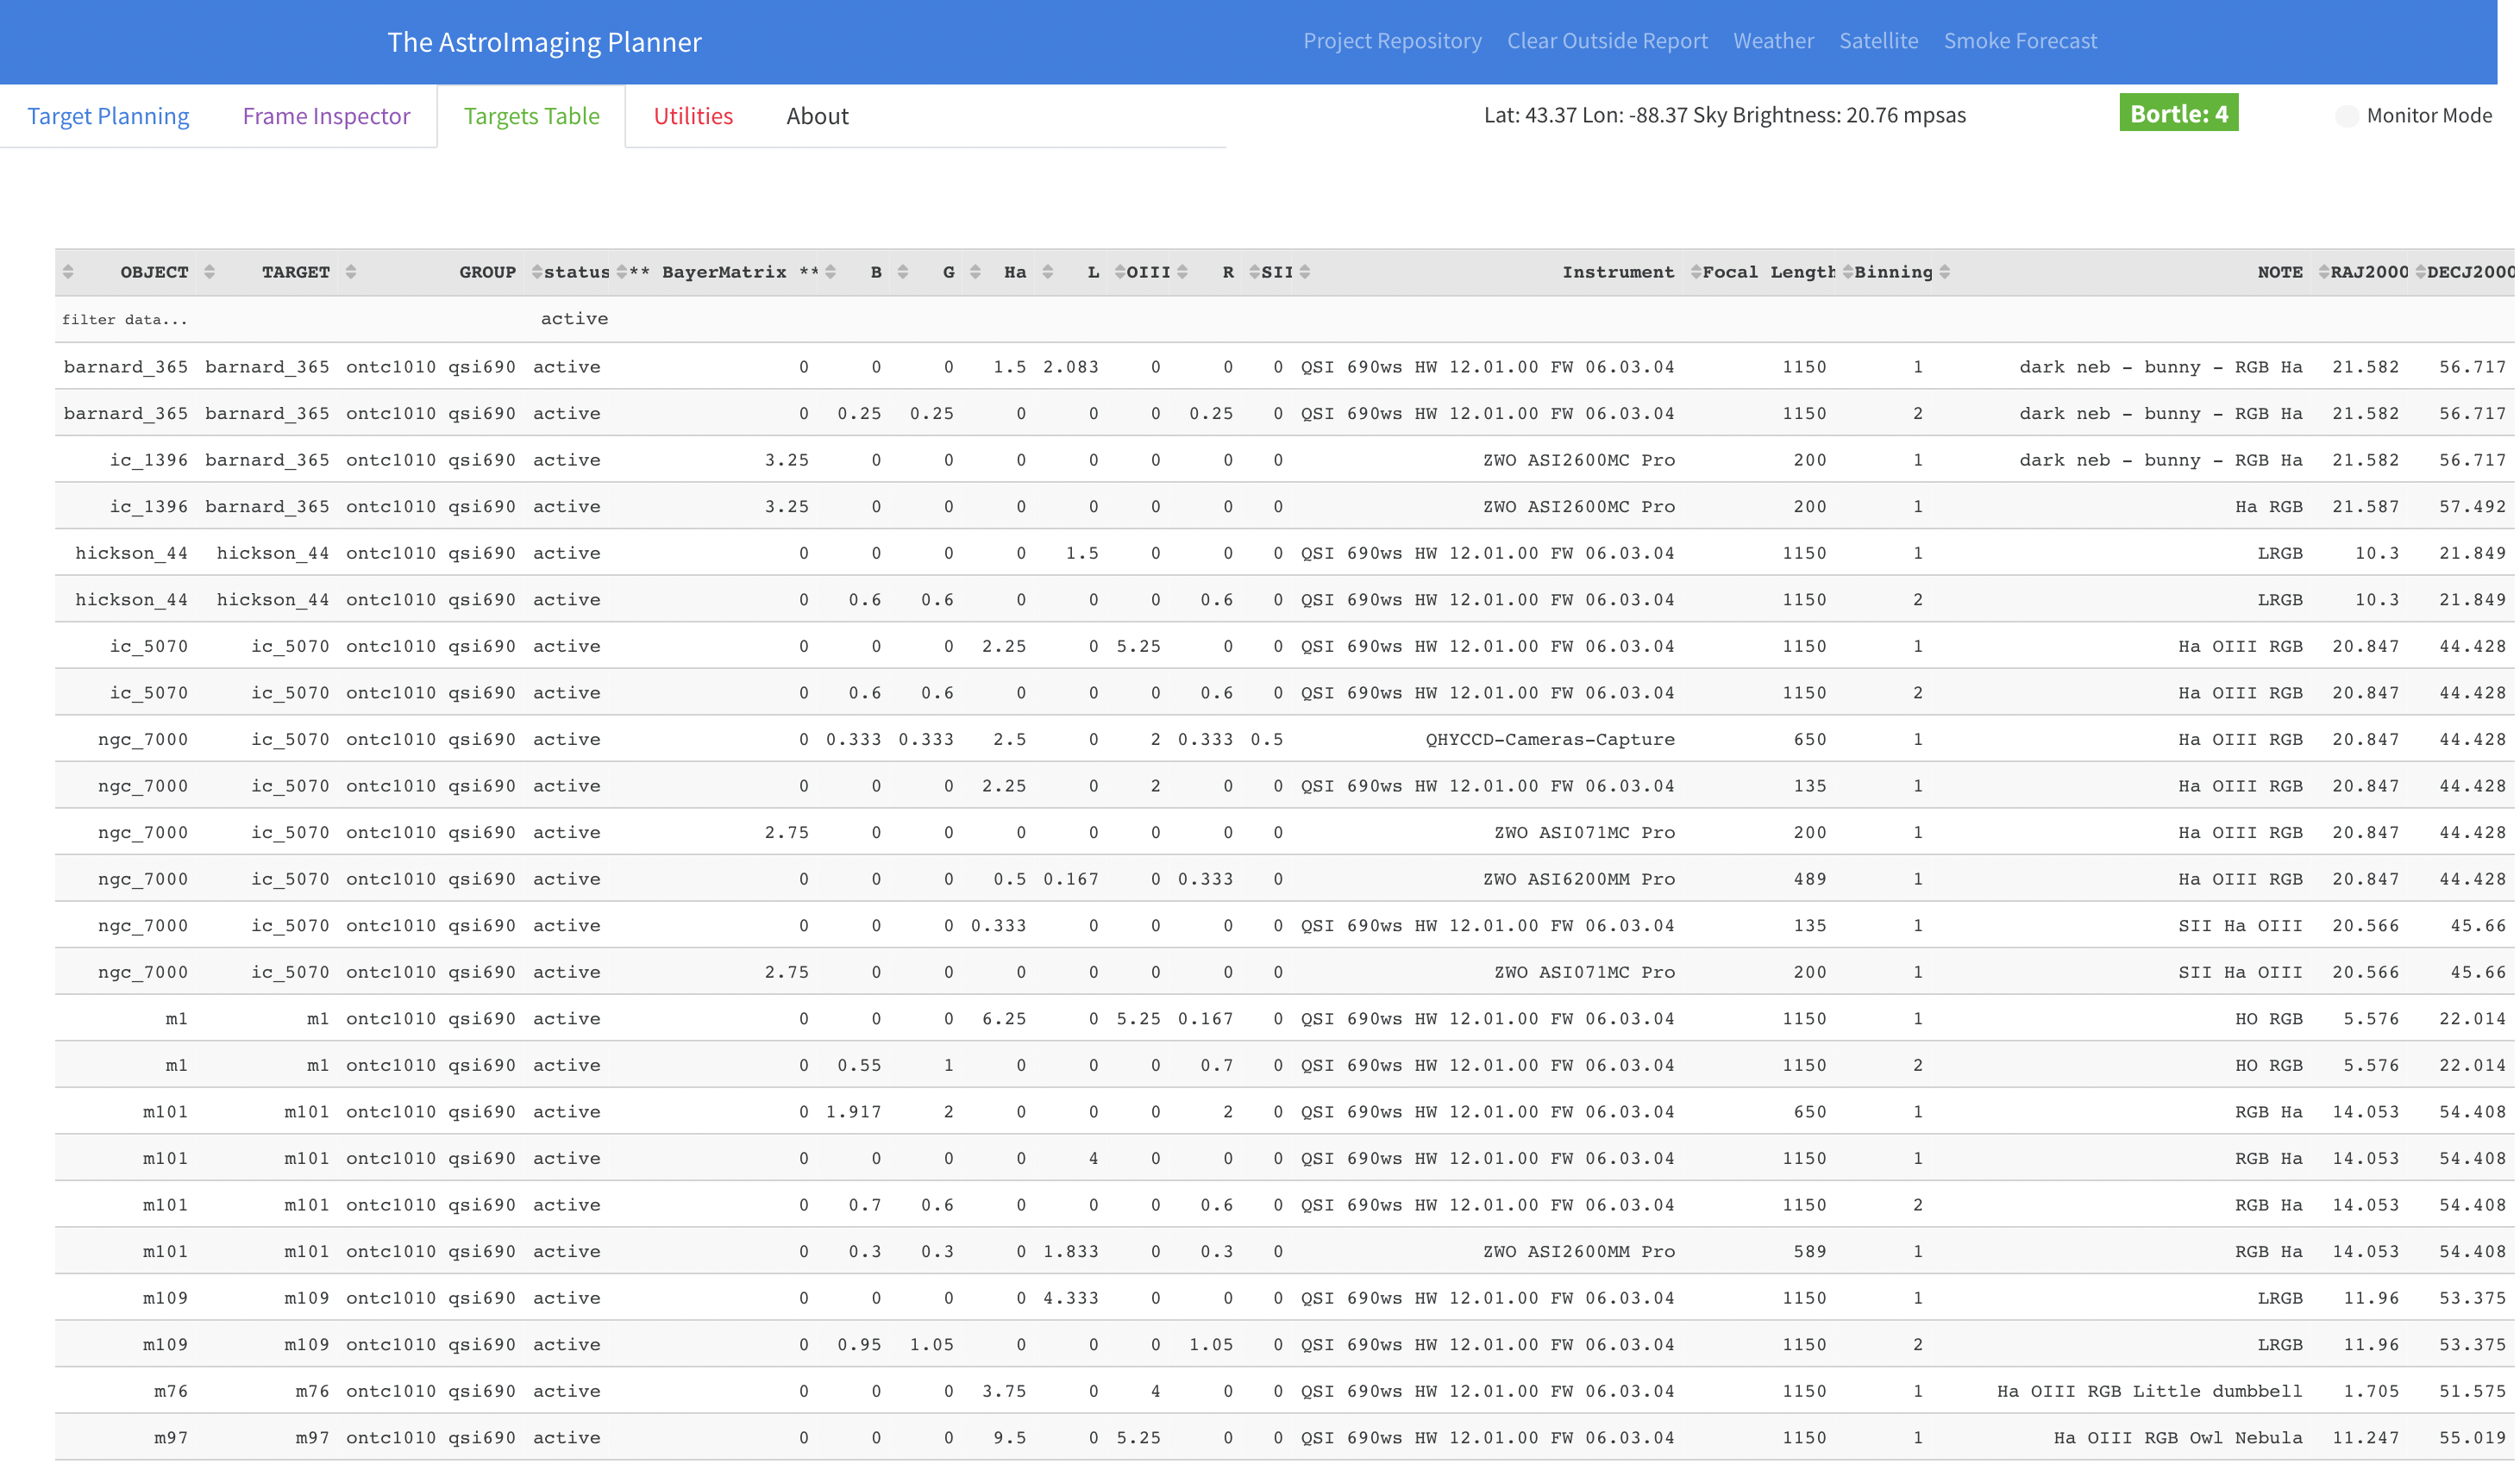 The AstroImaging Planner Project Repository Clear Outside Report Weather Satellite Smoke Forecast
Target Planning Frame Inspector Targets Table Utilities About Lat: 43.37 Lon: -88.37 Sky Brightness: 20.76 mpsas Bortle: 4 Monitor Mode
OBJECT TARGET GROUP status ** BayerMatrix ** B G Ha L OIII R SII Instrument Focal Length Binning NOTE RAJ2000 DECJ2000
filter data... active
barnard_365 barnard_365 ontc1010 qsi690 active 0 0 0 1.5 2.083 0 0 0 QSI 690ws HW 12.01.00 FW 06.03.04 1150 1 dark neb - bunny - RGB Ha 21.582 56.717
barnard_365 barnard_365 ontc1010 qsi690 active 0 0.25 0.25 0 0 0 0.25 0 QSI 690ws HW 12.01.00 FW 06.03.04 1150 2 dark neb - bunny - RGB Ha 21.582 56.717
ic_1396 barnard_365 ontc1010 qsi690 active 3.25 0 0 0 0 0 0 0 ZWO ASI2600MC Pro 200 1 dark neb - bunny - RGB Ha 21.582 56.717
ic_1396 barnard_365 ontc1010 qsi690 active 3.25 0 0 0 0 0 0 0 ZWO ASI2600MC Pro 200 1 Ha RGB 21.587 57.492
hickson_44 hickson_44 ontc1010 qsi690 active 0 0 0 0 1.5 0 0 0 QSI 690ws HW 12.01.00 FW 06.03.04 1150 1 LRGB 10.3 21.849
hickson_44 hickson_44 ontc1010 qsi690 active 0 0.6 0.6 0 0 0 0.6 0 QSI 690ws HW 12.01.00 FW 06.03.04 1150 2 LRGB 10.3 21.849
ic_5070 ic_5070 ontc1010 qsi690 active 0 0 0 2.25 0 5.25 0 0 QSI 690ws HW 12.01.00 FW 06.03.04 1150 1 Ha OIII RGB 20.847 44.428
ic_5070 ic_5070 ontc1010 qsi690 active 0 0.6 0.6 0 0 0 0.6 0 QSI 690ws HW 12.01.00 FW 06.03.04 1150 2 Ha OIII RGB 20.847 44.428
ngc_7000 ic_5070 ontc1010 qsi690 active 0 0.333 0.333 2.5 0 2 0.333 0.5 QHYCCD-Cameras-Capture 650 1 Ha OIII RGB 20.847 44.428
ngc_7000 ic_5070 ontc1010 qsi690 active 0 0 0 2.25 0 2 0 0 QSI 690ws HW 12.01.00 FW 06.03.04 135 1 Ha OIII RGB 20.847 44.428
ngc_7000 ic_5070 ontc1010 qsi690 active 2.75 0 0 0 0 0 0 0 ZWO ASI071MC Pro 200 1 Ha OIII RGB 20.847 44.428
ngc_7000 ic_5070 ontc1010 qsi690 active 0 0 0 0.5 0.167 0 0.333 0 ZWO ASI6200MM Pro 489 1 Ha OIII RGB 20.847 44.428
ngc_7000 ic_5070 ontc1010 qsi690 active 0 0 0 0.333 0 0 0 0 QSI 690ws HW 12.01.00 FW 06.03.04 135 1 SII Ha OIII 20.566 45.66
ngc_7000 ic_5070 ontc1010 qsi690 active 2.75 0 0 0 0 0 0 0 ZWO ASI071MC Pro 200 1 SII Ha OIII 20.566 45.66
m1 m1 ontc1010 qsi690 active 0 0 0 6.25 0 5.25 0.167 0 QSI 690ws HW 12.01.00 FW 06.03.04 1150 1 HO RGB 5.576 22.014
m1 m1 ontc1010 qsi690 active 0 0.55 1 0 0 0 0.7 0 QSI 690ws HW 12.01.00 FW 06.03.04 1150 2 HO RGB 5.576 22.014
m101 m101 ontc1010 qsi690 active 0 1.917 2 0 0 0 2 0 QSI 690ws HW 12.01.00 FW 06.03.04 650 1 RGB Ha 14.053 54.408
m101 m101 ontc1010 qsi690 active 0 0 0 0 4 0 0 0 QSI 690ws HW 12.01.00 FW 06.03.04 1150 1 RGB Ha 14.053 54.408
m101 m101 ontc1010 qsi690 active 0 0.7 0.6 0 0 0 0.6 0 QSI 690ws HW 12.01.00 FW 06.03.04 1150 2 RGB Ha 14.053 54.408
m101 m101 ontc1010 qsi690 active 0 0.3 0.3 0 1.833 0 0.3 0 ZWO ASI2600MM Pro 589 1 RGB Ha 14.053 54.408
m109 m109 ontc1010 qsi690 active 0 0 0 0 4.333 0 0 0 QSI 690ws HW 12.01.00 FW 06.03.04 1150 1 LRGB 11.96 53.375
m109 m109 ontc1010 qsi690 active 0 0.95 1.05 0 0 0 1.05 0 QSI 690ws HW 12.01.00 FW 06.03.04 1150 2 LRGB 11.96 53.375
m76 m76 ontc1010 qsi690 active 0 0 0 3.75 0 4 0 0 QSI 690ws HW 12.01.00 FW 06.03.04 1150 1 Ha OIII RGB Little dumbbell 1.705 51.575
m97 m97 ontc1010 qsi690 active 0 0 0 9.5 0 5.25 0 0 QSI 690ws HW 12.01.00 FW 06.03.04 1150 1 Ha OIII RGB Owl Nebula 11.247 55.019